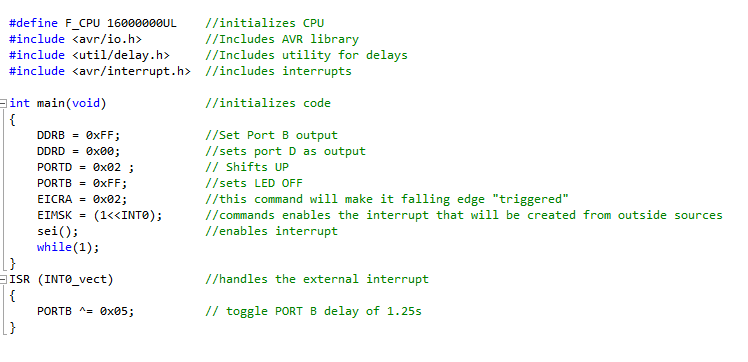 #define F_CPU 16000000UL    //initializes CPU
#include <avr/io.h>         //Includes AVR library
#include <util/delay.h>     //Includes utility for delays
#include <avr/interrupt.h>  //includes interrupts
int main(void)              //initializes code
{
    DDRB = 0xFF;            //Set Port B output
    DDRD = 0x00;            //sets port D as output
    PORTD = 0x02 ;          // Shifts UP
    PORTB = 0xFF;           //sets LED OFF
    EICRA = 0x02;           //this command will make it falling edge "triggered"
    EIMSK = (1<<INT0);      //commands enables the interrupt that will be created from outside sources
    sei();                  //enables interrupt
    while(1);
}
ISR (INT0_vect)             //handles the external interrupt
{
    PORTB ^= 0x05;          // toggle PORT B delay of 1.25s
}